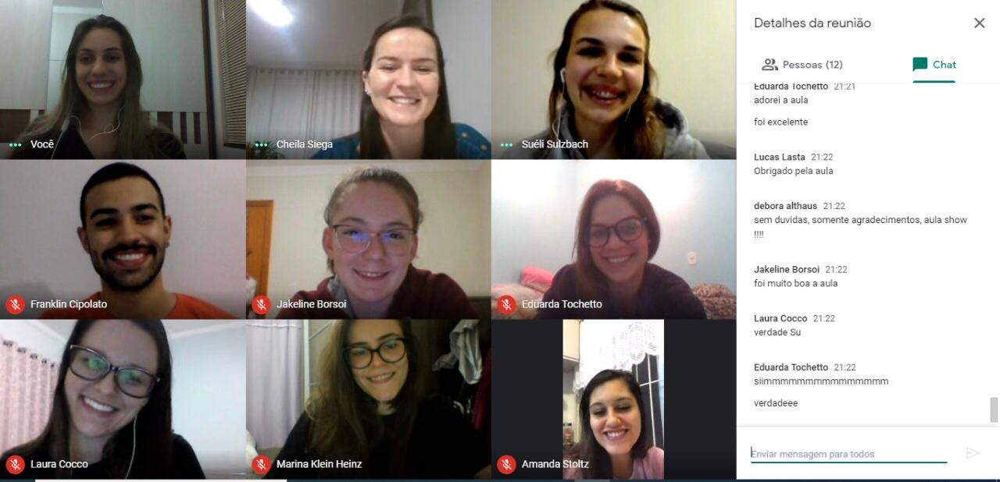 Você
Cheila Siega
Suéli Sulzbach
Franklin Cipolato
Jakeline Borsoi
Eduarda Tochetto
Laura Cocco
Marina Klein Heinz
Amanda Stoltz
Detalhes da reunião
Pessoas (12)
Chat
Eduarda Tochetto 21:21
adorei a aula
foi excelente
Lucas Lasta 21:22
Obrigado pela aula
debora althaus 21:22
sem duvidas, somente agradecimentos, aula show
!!!!
Jakeline Borsoi 21:22
foi muito boa a aula
Laura Cocco 21:22
verdade Su
Eduarda Tochetto 21:22
siimmmmmmmmmmmmmmm
verdadeee
Enviar mensagem para todos